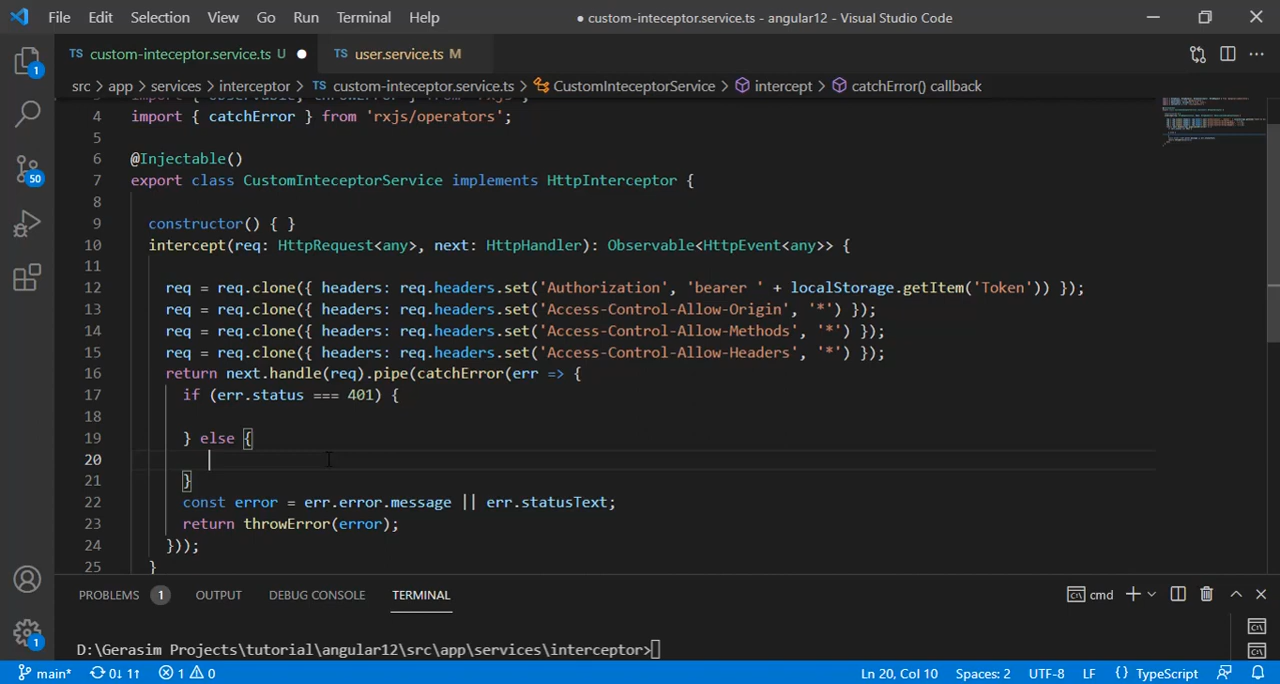 File Edit Selection View Go Run Terminal Help ● custom-inteceptor.service.ts - angular12 - Visual Studio Code
TS custom-inteceptor.service.ts U ● TS user.service.ts M
src > app > services > interceptor > TS custom-inteceptor.service.ts > CustomInteceptorService > intercept > catchError() callback
4 import { catchError } from 'rxjs/operators';
5
6 @Injectable()
7 export class CustomInteceptorService implements HttpInterceptor {
8
9 constructor() { }
10 intercept(req: HttpRequest<any>, next: HttpHandler): Observable<HttpEvent<any>> {
11
12 req = req.clone({ headers: req.headers.set('Authorization', 'bearer ' + localStorage.getItem('Token')) });
13 req = req.clone({ headers: req.headers.set('Access-Control-Allow-Origin', '*') });
14 req = req.clone({ headers: req.headers.set('Access-Control-Allow-Methods', '*') });
15 req = req.clone({ headers: req.headers.set('Access-Control-Allow-Headers', '*') });
16 return next.handle(req).pipe(catchError(err => {
17 if (err.status === 401) {
18
19 } else {
20
21 }
22 const error = err.error.message || err.statusText;
23 return throwError(error);
24 }));
25 }
1
50
1
PROBLEMS 1 OUTPUT DEBUG CONSOLE TERMINAL cmd
D:\Gerasim Projects\tutorial\angular12\src\app\services\interceptor>
main* 0↓ 1↑ 1 0 Ln 20, Col 10 Spaces: 2 UTF-8 LF {} TypeScript